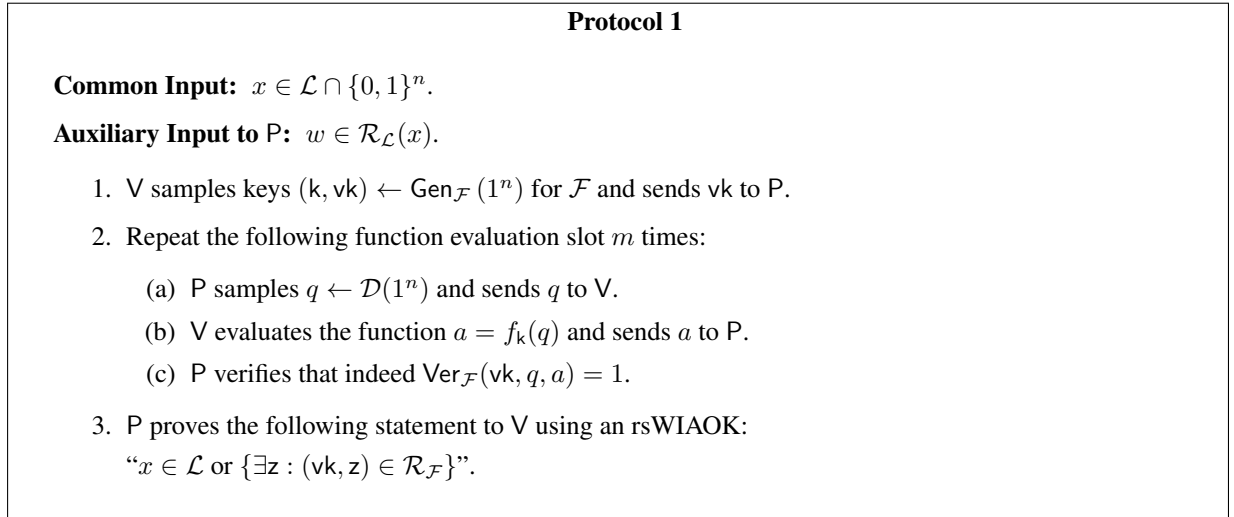 Protocol 1
Common Input: x ∈ L ∩ {0, 1}ⁿ.
Auxiliary Input to P: w ∈ R_L(x).
1. V samples keys (k, vk) ← Gen_F (1ⁿ) for F and sends vk to P.
2. Repeat the following function evaluation slot m times:
(a) P samples q ← D(1ⁿ) and sends q to V.
(b) V evaluates the function a = f_k(q) and sends a to P.
(c) P verifies that indeed Ver_F(vk, q, a) = 1.
3. P proves the following statement to V using an rsWIAOK:
“x ∈ L or {∃z : (vk, z) ∈ R_F}”.